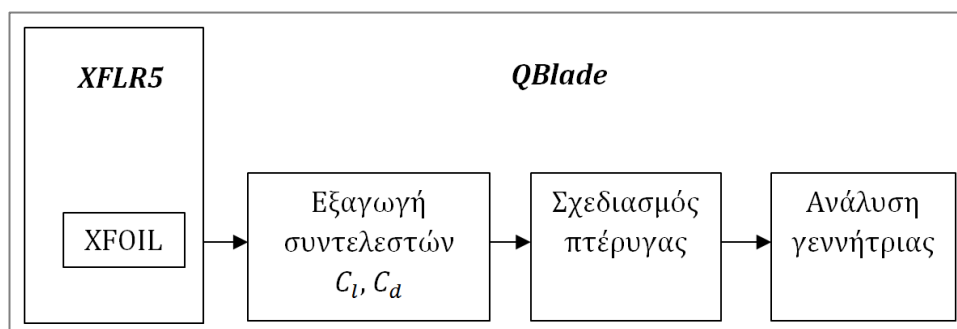 XFLR5
QBlade
XFOIL
Εξαγωγή
συντελεστών
C_l, C_d
Σχεδιασμός
πτέρυγας
Ανάλυση
γεννήτριας